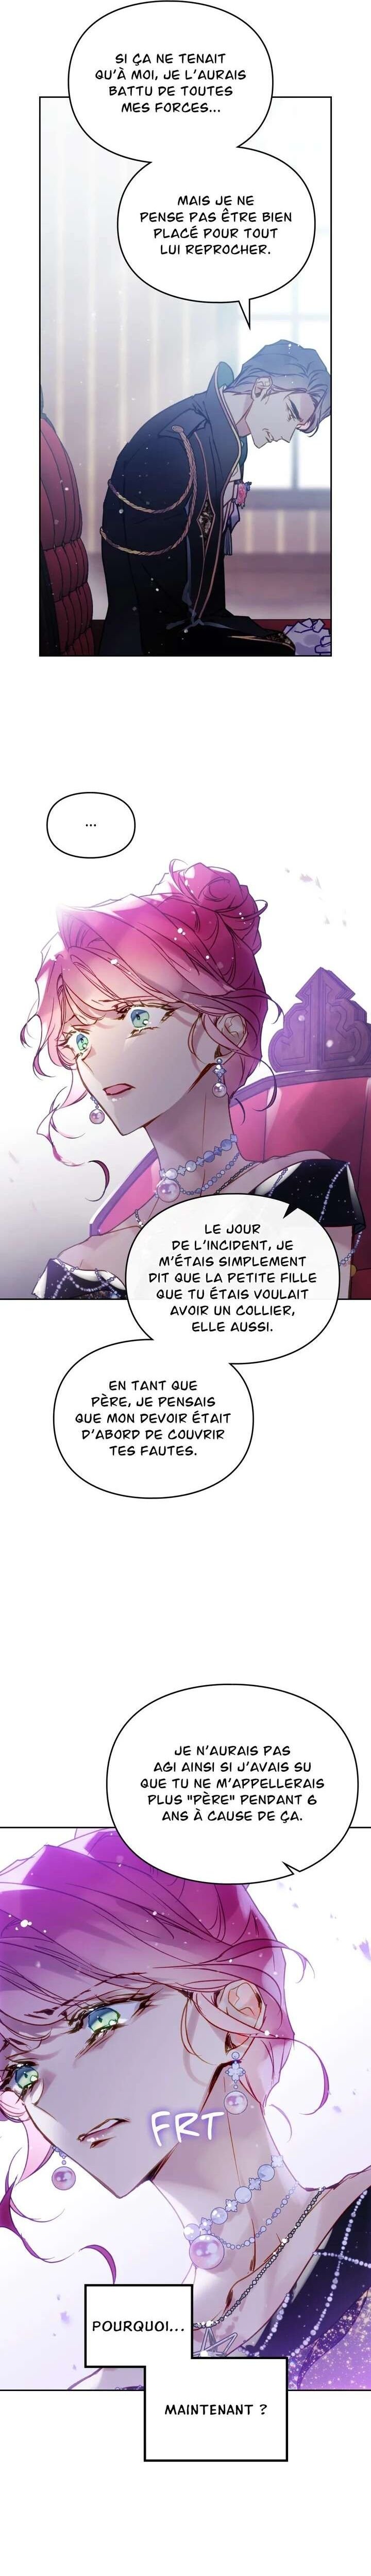 SI ÇA NE TENAIT
QU'À MOI, JE L'AURAIS
BATTU DE TOUTES
MES FORCES...
MAIS JE NE
PENSE PAS ÊTRE BIEN
PLACÉ POUR TOUT
LUI REPROCHER.
...
LE JOUR
DE L'INCIDENT, JE
M'ÉTAIS SIMPLEMENT
DIT QUE LA PETITE FILLE
QUE TU ÉTAIS VOULAIT
AVOIR UN COLLIER,
ELLE AUSSI.
EN TANT QUE
PÈRE, JE PENSAIS
QUE MON DEVOIR ÉTAIT
D'ABORD DE COUVRIR
TES FAUTES.
JE N'AURAIS PAS
AGI AINSI SI J'AVAIS SU
QUE TU NE M'APPELLERAIS
PLUS "PÈRE" PENDANT 6
ANS À CAUSE DE ÇA.
FRT
POURQUOI...
MAINTENANT ?